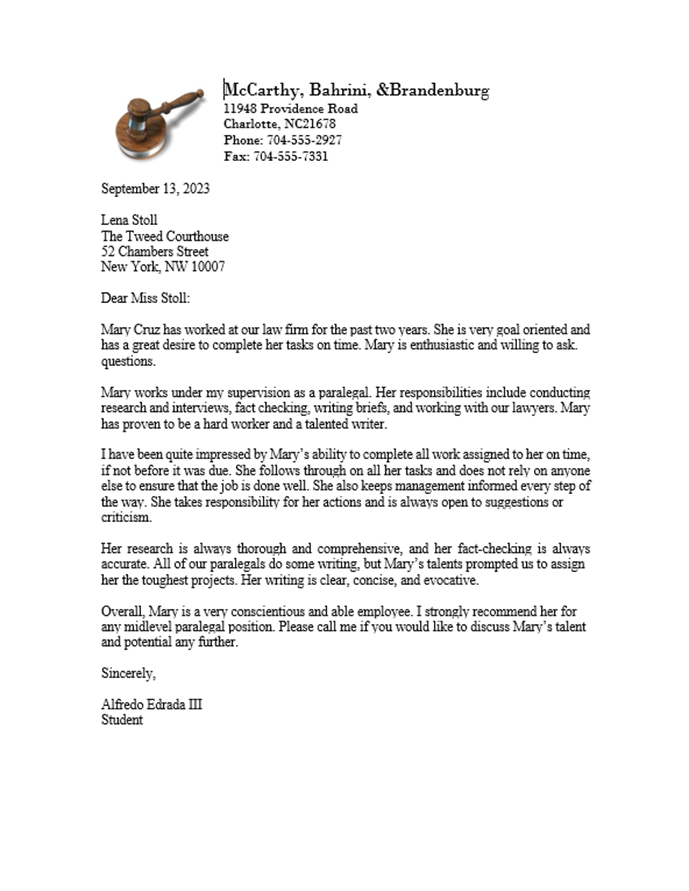 McCarthy, Bahrini, &Brandenburg
11948 Providence Road
Charlotte, NC21678
Phone: 704-555-2927
Fax: 704-555-7331
September 13, 2023
Lena Stoll
The Tweed Courthouse
52 Chambers Street
New York, NW 10007
Dear Miss Stoll:
Mary Cruz has worked at our law firm for the past two years. She is very goal oriented and
has a great desire to complete her tasks on time. Mary is enthusiastic and willing to ask.
questions.
Mary works under my supervision as a paralegal. Her responsibilities include conducting
research and interviews, fact checking, writing briefs, and working with our lawyers. Mary
has proven to be a hard worker and a talented writer.
I have been quite impressed by Mary’s ability to complete all work assigned to her on time,
if not before it was due. She follows through on all her tasks and does not rely on anyone
else to ensure that the job is done well. She also keeps management informed every step of
the way. She takes responsibility for her actions and is always open to suggestions or
criticism.
Her research is always thorough and comprehensive, and her fact-checking is always
accurate. All of our paralegals do some writing, but Mary’s talents prompted us to assign
her the toughest projects. Her writing is clear, concise, and evocative.
Overall, Mary is a very conscientious and able employee. I strongly recommend her for
any midlevel paralegal position. Please call me if you would like to discuss Mary’s talent
and potential any further.
Sincerely,
Alfredo Edrada III
Student